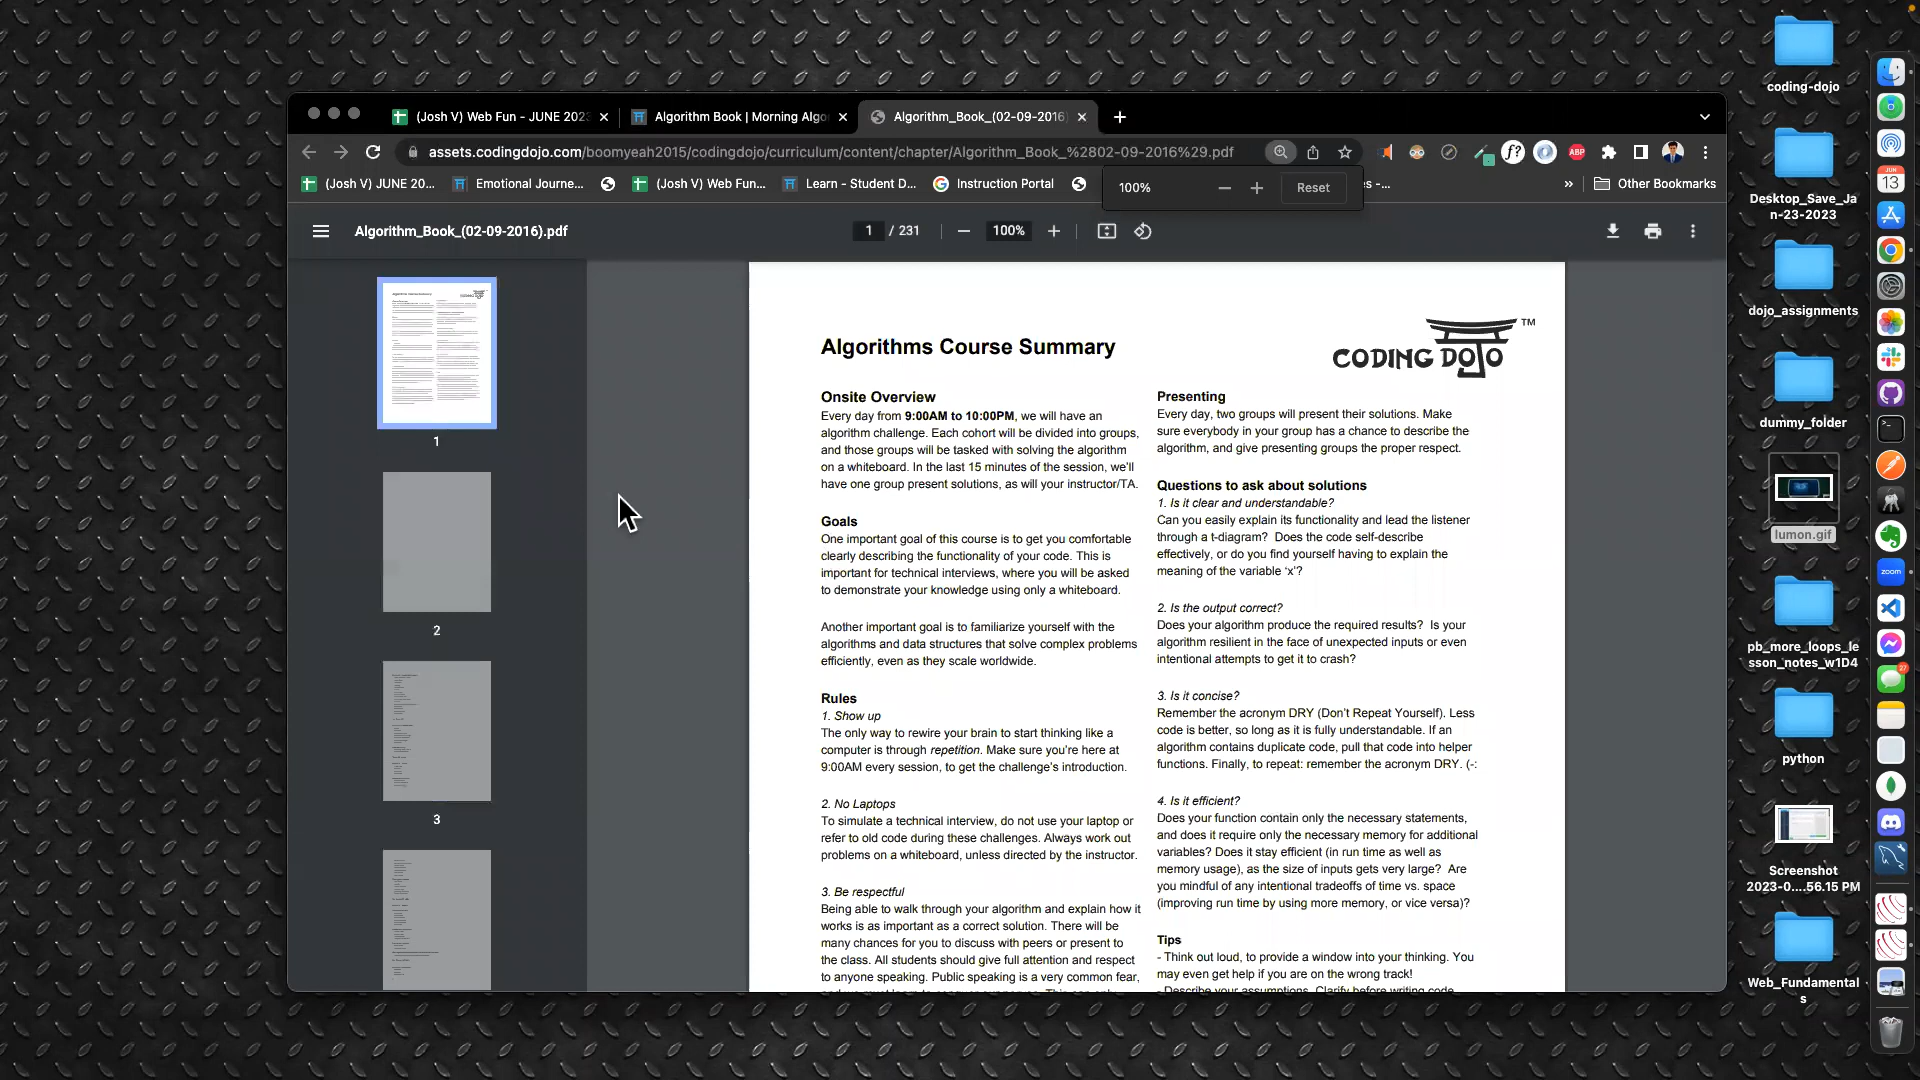 (Josh V) Web Fun - JUNE 202
Algorithm Book | Morning Algo
Algorithm_Book_(02-09-2016)
assets.codingdojo.com/boomyeah2015/codingdojo/curriculum/content/chapter/Algorithm_Book_%2802-09-2016%29.pdf
f?
ABP
(Josh V) JUNE 20...
Emotional Journe...
(Josh V) Web Fun...
Learn - Student D...
Instruction Portal
»
Other Bookmarks
100%
Reset
Algorithm_Book_(02-09-2016).pdf
1 / 231
100%
1
2
3
Algorithms Course Summary
CODING DOJO TM
Onsite Overview
Every day from 9:00AM to 10:00PM, we will have an
algorithm challenge. Each cohort will be divided into groups,
and those groups will be tasked with solving the algorithm
on a whiteboard. In the last 15 minutes of the session, we'll
have one group present solutions, as will your instructor/TA.
Goals
One important goal of this course is to get you comfortable
clearly describing the functionality of your code. This is
important for technical interviews, where you will be asked
to demonstrate your knowledge using only a whiteboard.
Another important goal is to familiarize yourself with the
algorithms and data structures that solve complex problems
efficiently, even as they scale worldwide.
Rules
1. Show up
The only way to rewire your brain to start thinking like a
computer is through repetition. Make sure you're here at
9:00AM every session, to get the challenge's introduction.
2. No Laptops
To simulate a technical interview, do not use your laptop or
refer to old code during these challenges. Always work out
problems on a whiteboard, unless directed by the instructor.
3. Be respectful
Being able to walk through your algorithm and explain how it
works is as important as a correct solution. There will be
many chances for you to discuss with peers or present to
the class. All students should give full attention and respect
to anyone speaking. Public speaking is a very common fear,
Presenting
Every day, two groups will present their solutions. Make
sure everybody in your group has a chance to describe the
algorithm, and give presenting groups the proper respect.
Questions to ask about solutions
1. Is it clear and understandable?
Can you easily explain its functionality and lead the listener
through a t-diagram? Does the code self-describe
effectively, or do you find yourself having to explain the
meaning of the variable 'x'?
2. Is the output correct?
Does your algorithm produce the required results? Is your
algorithm resilient in the face of unexpected inputs or even
intentional attempts to get it to crash?
3. Is it concise?
Remember the acronym DRY (Don't Repeat Yourself). Less
code is better, so long as it is fully understandable. If an
algorithm contains duplicate code, pull that code into helper
functions. Finally, to repeat: remember the acronym DRY. (-:
4. Is it efficient?
Does your function contain only the necessary statements,
and does it require only the necessary memory for additional
variables? Does it stay efficient (in run time as well as
memory usage), as the size of inputs gets very large? Are
you mindful of any intentional tradeoffs of time vs. space
(improving run time by using more memory, or vice versa)?
Tips
- Think out loud, to provide a window into your thinking. You
may even get help if you are on the wrong track!
- Describe your assumptions. Clarify before writing code.
coding-dojo
Desktop_Save_Ja
n-23-2023
dojo_assignments
dummy_folder
lumon.gif
pb_more_loops_le
sson_notes_w1D4
python
Screenshot
2023-0....56.15 PM
Web_Fundamental
s
JUN
13
zoom
27